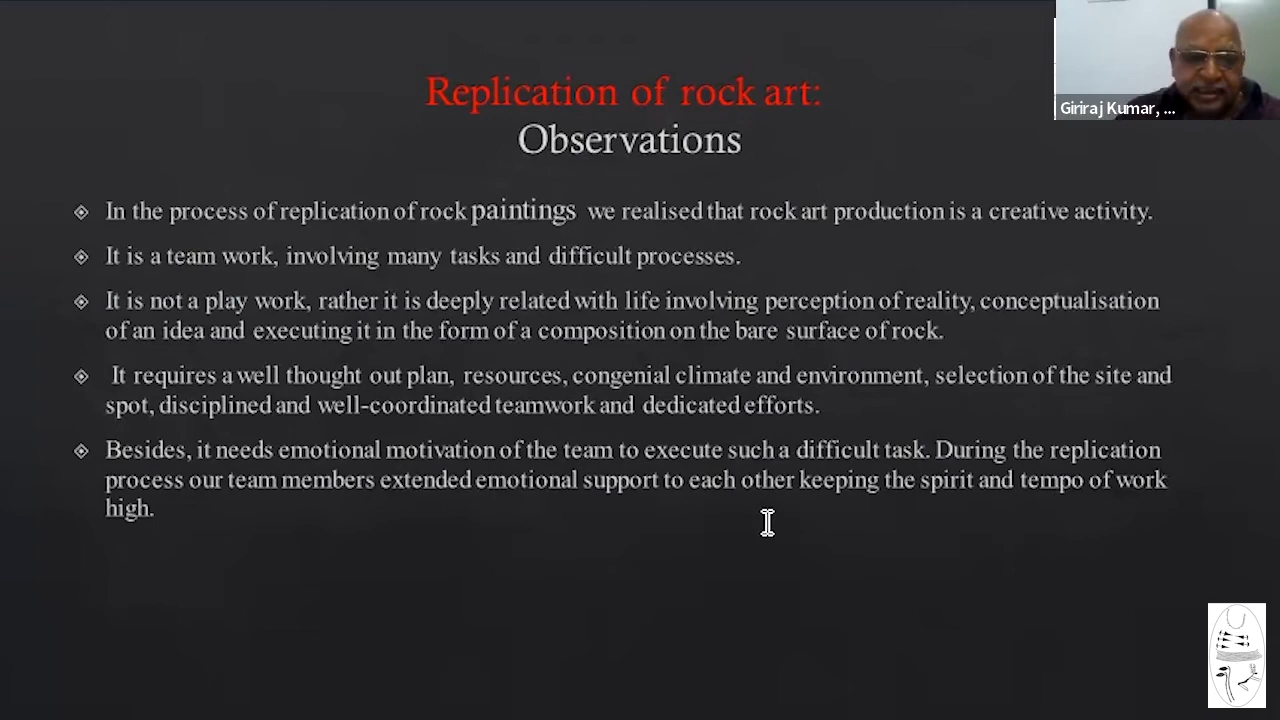 Replication of rock art:
Observations
Giriraj Kumar, ...
In the process of replication of rock paintings we realised that rock art production is a creative activity.
It is a team work, involving many tasks and difficult processes.
It is not a play work, rather it is deeply related with life involving perception of reality, conceptualisation
of an idea and executing it in the form of a composition on the bare surface of rock.
It requires a well thought out plan, resources, congenial climate and environment, selection of the site and
spot, disciplined and well-coordinated teamwork and dedicated efforts.
Besides, it needs emotional motivation of the team to execute such a difficult task. During the replication
process our team members extended emotional support to each other keeping the spirit and tempo of work
high.